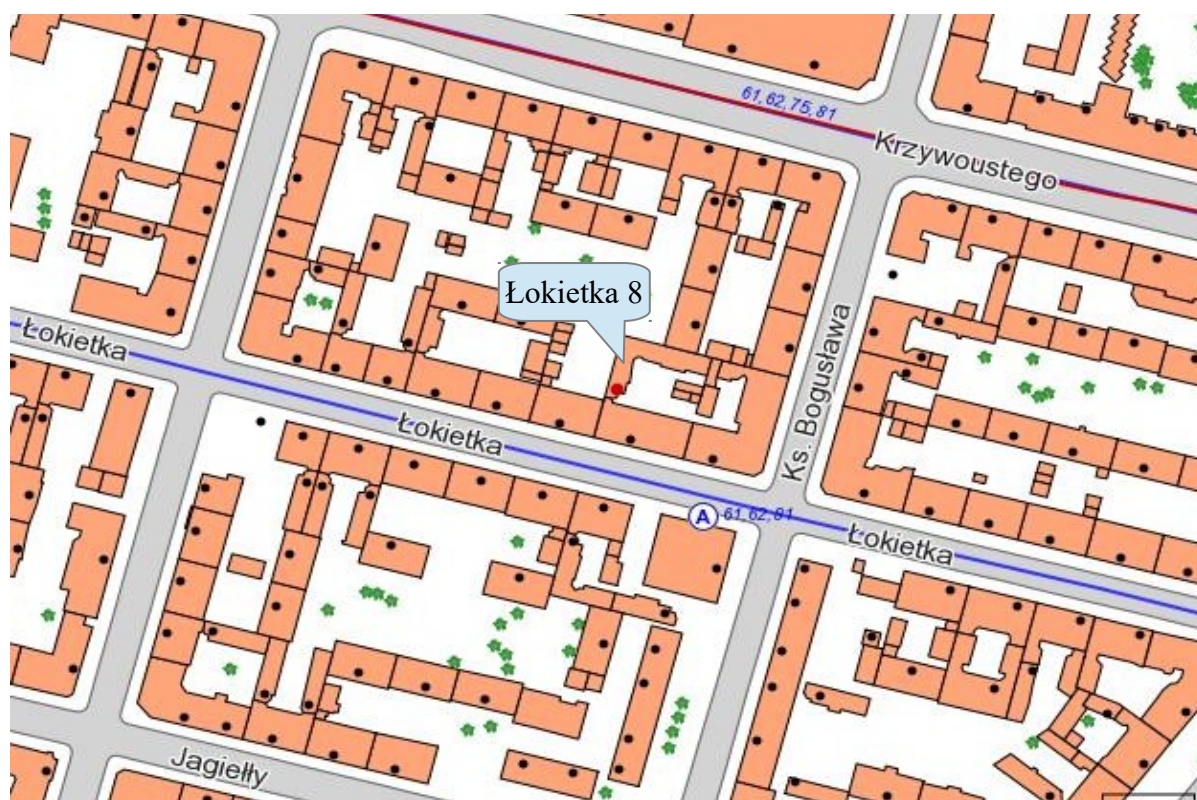 61,62,75,81
Krzywoustego
Łokietka 8
Łokietka
Ks. Bogusława
Łokietka
A 61,62,81
Łokietka
Jagiełły